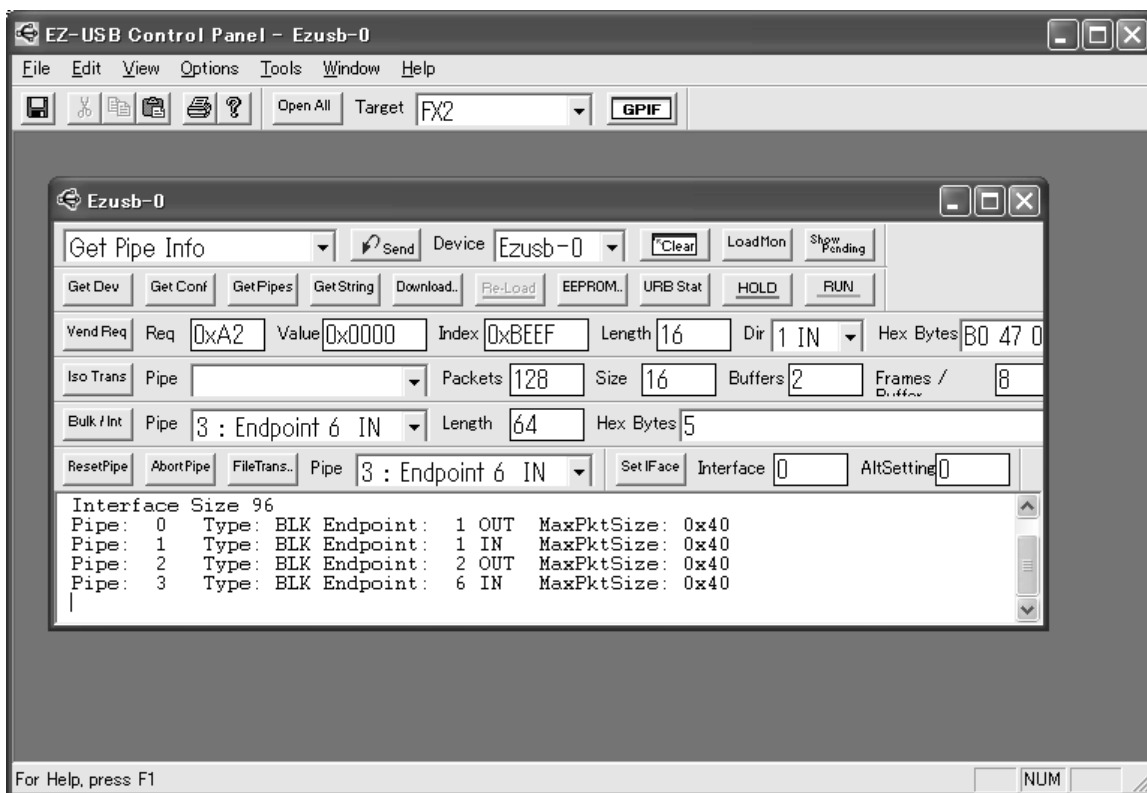 EZ-USB Control Panel - Ezusb-0
File Edit View Options Tools Window Help
Open All Target FX2 GPIF
Ezusb-0
Get Pipe Info Send Device Ezusb-0 Clear LoadMon Show Pending
Get Dev Get Conf GetPipes GetString Download.. Re-Load EEPROM.. URB Stat HOLD RUN
Vend Req Req 0xA2 Value 0x0000 Index 0xBEEF Length 16 Dir 1 IN Hex Bytes B0 47 0
Iso Trans Pipe Packets 128 Size 16 Buffers 2 Frames / Buffer 8
Bulk/Int Pipe 3 : Endpoint 6 IN Length 64 Hex Bytes 5
ResetPipe AbortPipe FileTrans.. Pipe 3 : Endpoint 6 IN Set IFace Interface 0 AltSetting 0
Interface Size 96
Pipe: 0 Type: BLK Endpoint: 1 OUT MaxPktSize: 0x40
Pipe: 1 Type: BLK Endpoint: 1 IN MaxPktSize: 0x40
Pipe: 2 Type: BLK Endpoint: 2 OUT MaxPktSize: 0x40
Pipe: 3 Type: BLK Endpoint: 6 IN MaxPktSize: 0x40
For Help, press F1 NUM